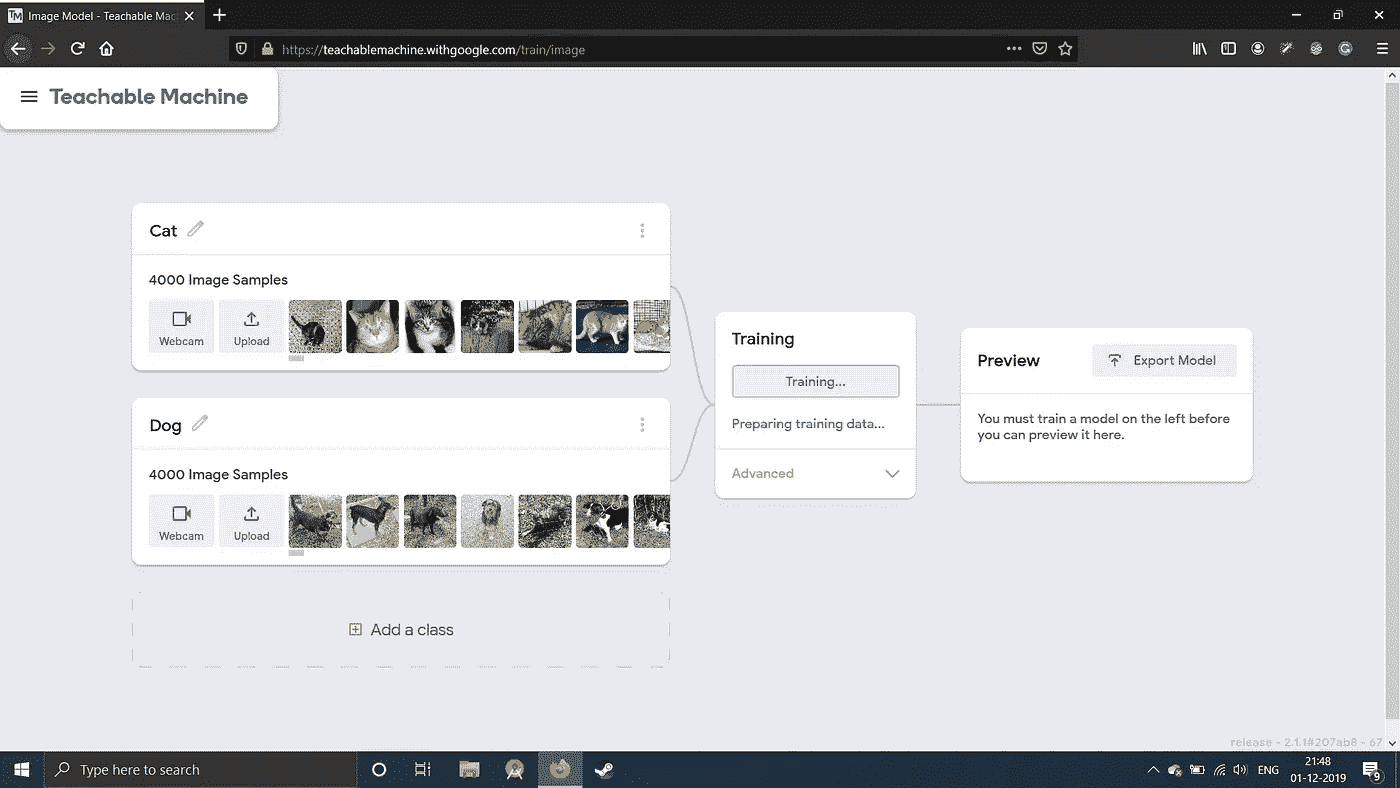 Image Model - Teachable Mac
https://teachablemachine.withgoogle.com/train/image
Teachable Machine
Cat
4000 Image Samples
Webcam
Upload
Dog
4000 Image Samples
Webcam
Upload
Add a class
Training
Training...
Preparing training data...
Advanced
Preview
Export Model
You must train a model on the left before
you can preview it here.
release - 2.1.1#207ab8 - 67
Type here to search
ENG
21:48
01-12-2019
9